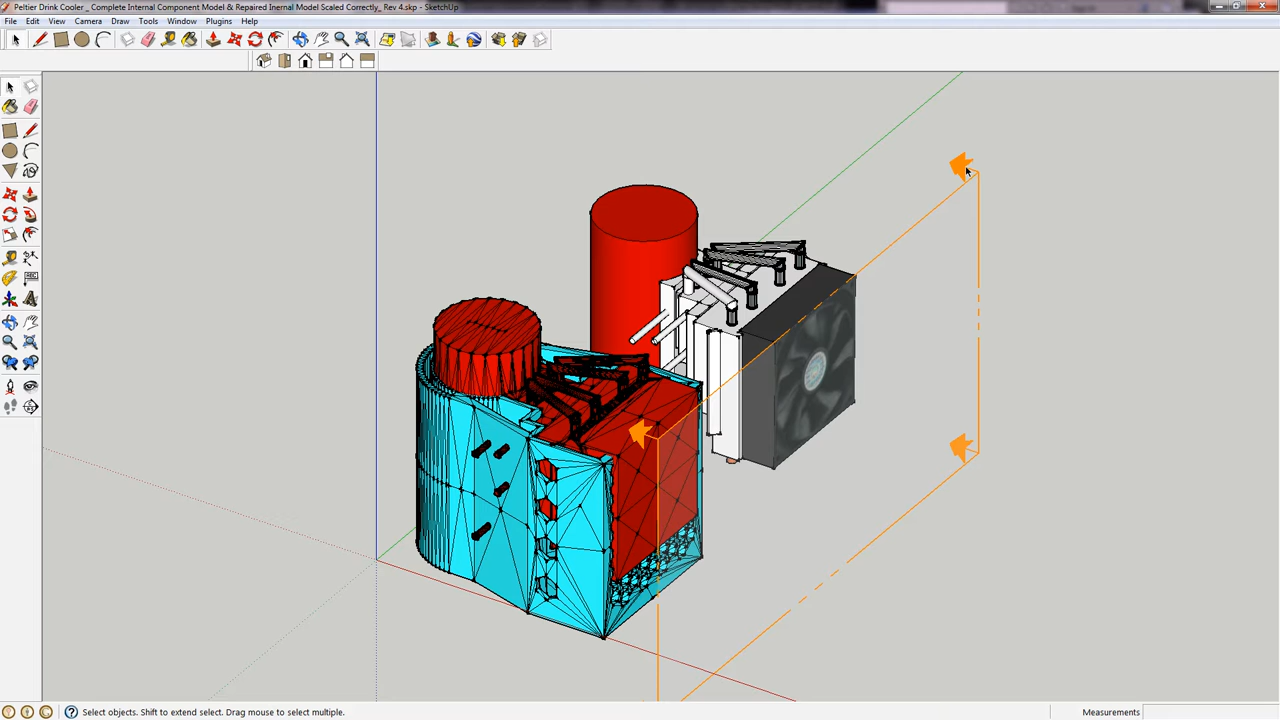 Peltier Drink Cooler _ Complete Internal Component Model & Repaired Inernal Model Scaled Correctly_ Rev 4.skp - SketchUp
File Edit View Camera Draw Tools Window Plugins Help
Select objects. Shift to extend select. Drag mouse to select multiple.
Measurements